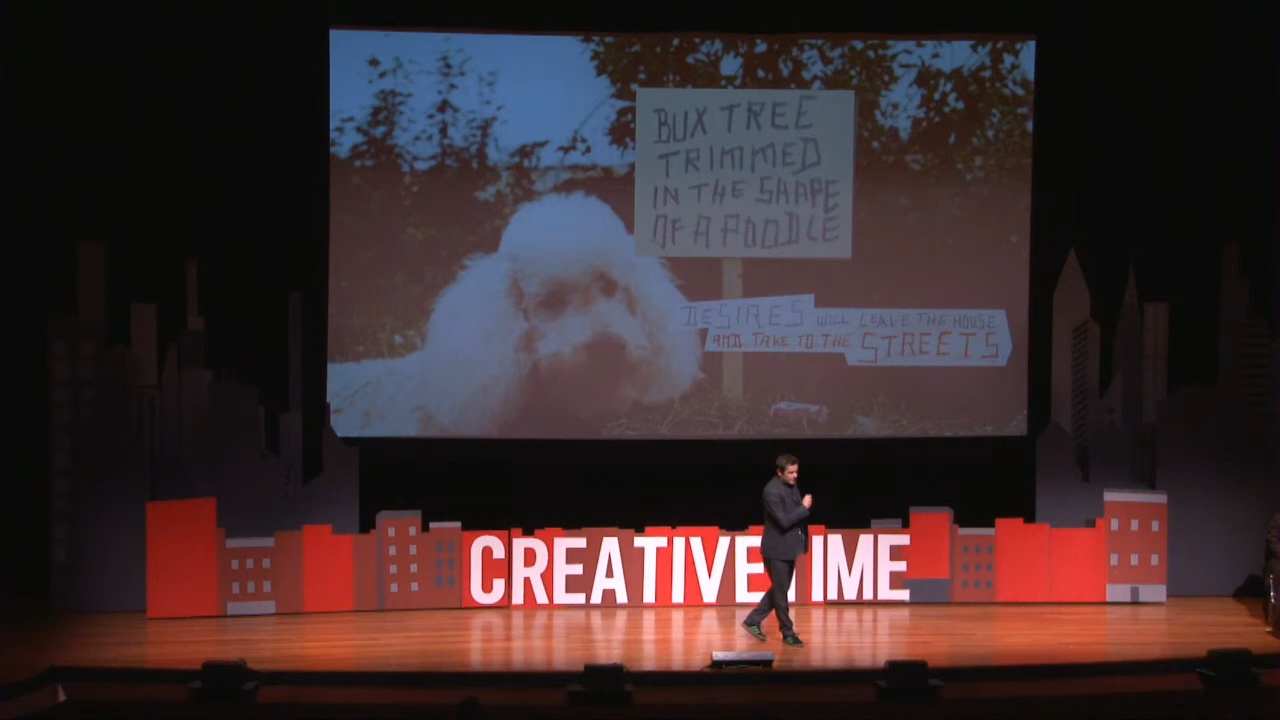 BUX TREE
TRIMMED
IN THE SHAPE
OF A POODLE
DESIRES WILL LEAVE THE HOUSE
AND TAKE TO THE STREETS
CREATIVE TIME